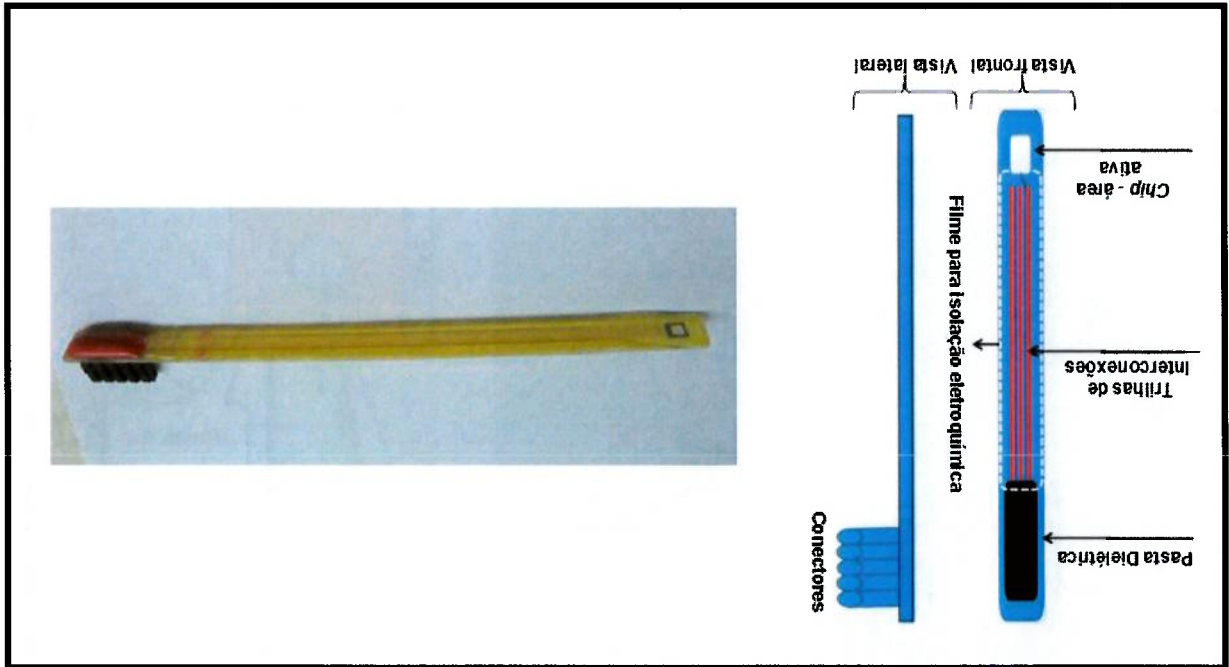 Vista frontal
Vista lateral
Chip - área
ativa
Trilhas de
Interconexões
Pasta Dielétrica
Filme para isolação eletroquímica
Conectores